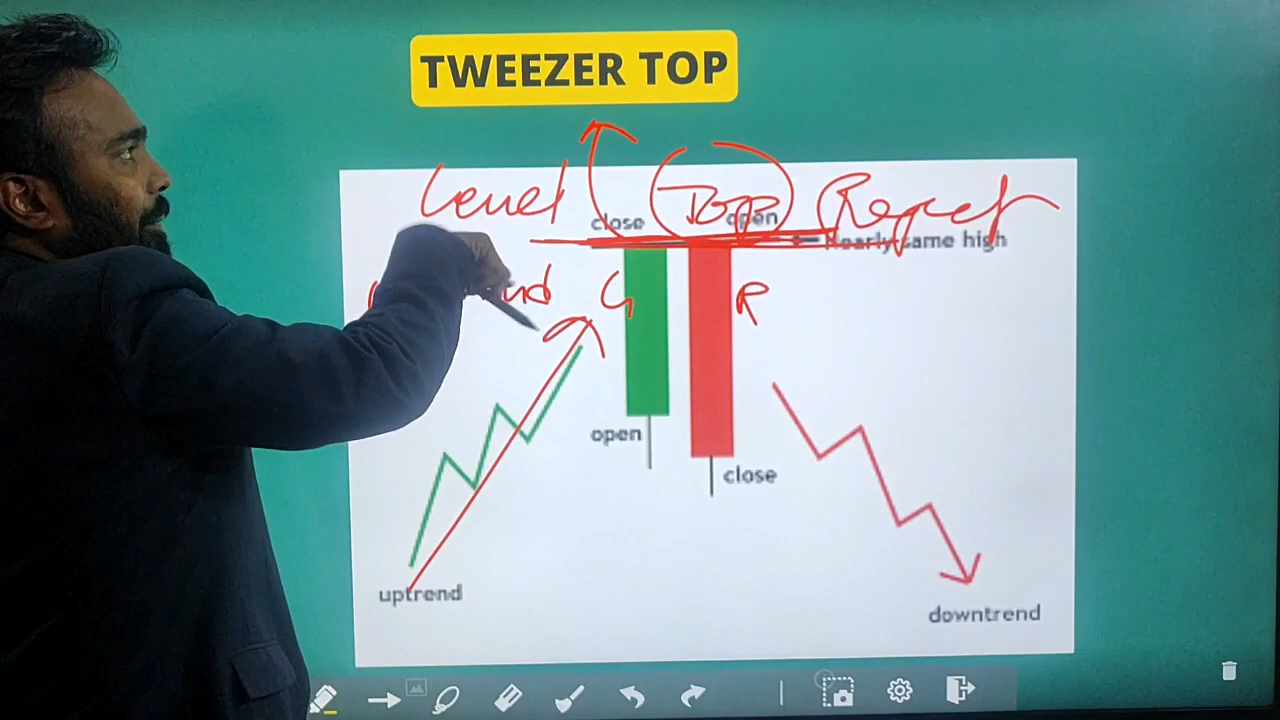 TWEEZER TOP
Level (Top) Reject
close open
Nearly same high
G R
open
close
uptrend
downtrend